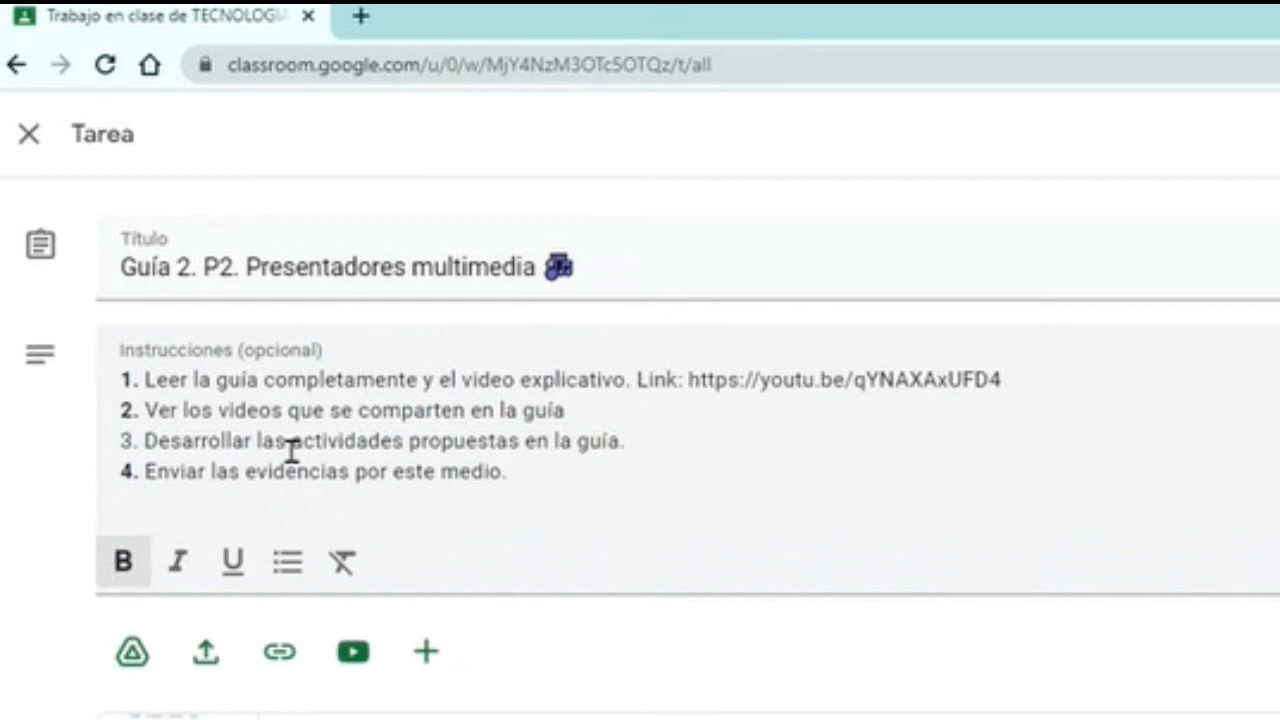 Trabajo en clase de TECNOLOGI
classroom.google.com/u/0/w/MjY4NzM3OTc5OTQz/t/all
Tarea
Título
Guía 2. P2. Presentadores multimedia
Instrucciones (opcional)
1. Leer la guía completamente y el video explicativo. Link: https://youtu.be/qYNAXAxUFD4
2. Ver los videos que se comparten en la guía
3. Desarrollar las actividades propuestas en la guía.
4. Enviar las evidencias por este medio.
B I U